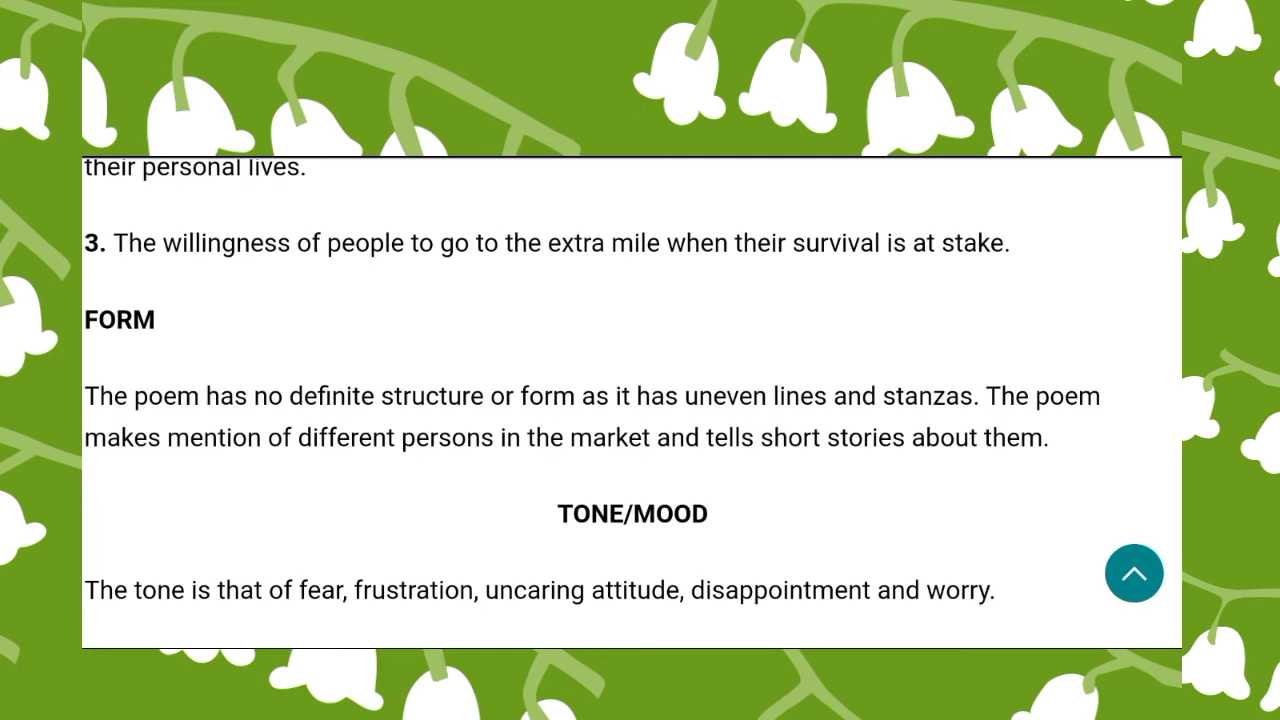 their personal lives.
3. The willingness of people to go to the extra mile when their survival is at stake.
FORM
The poem has no definite structure or form as it has uneven lines and stanzas. The poem
makes mention of different persons in the market and tells short stories about them.
TONE/MOOD
The tone is that of fear, frustration, uncaring attitude, disappointment and worry.